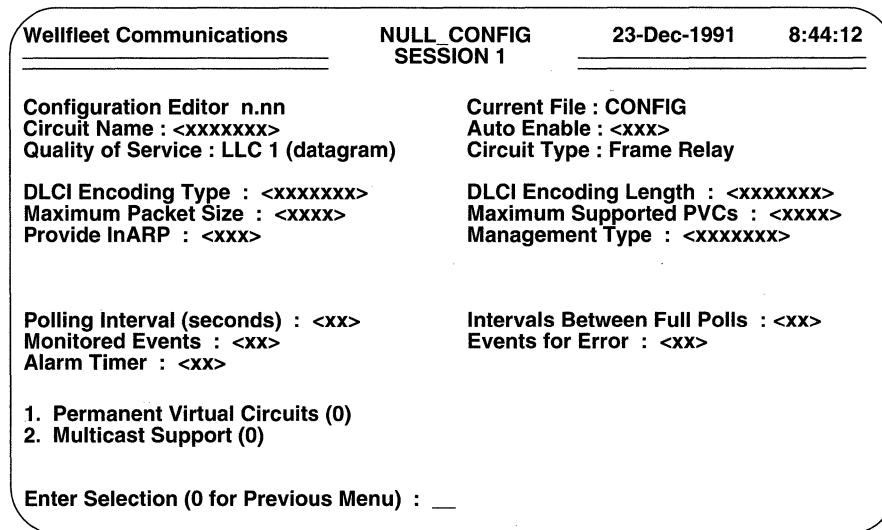 Wellfleet Communications NULL_CONFIG 23-Dec-1991 8:44:12
SESSION 1
Configuration Editor n.nn Current File : CONFIG
Circuit Name : <xxxxxxx> Auto Enable : <xxx>
Quality of Service : LLC 1 (datagram) Circuit Type : Frame Relay
DLCI Encoding Type : <xxxxxxx> DLCI Encoding Length : <xxxxxxx>
Maximum Packet Size : <xxxx> Maximum Supported PVCs : <xxxx>
Provide InARP : <xxx> Management Type : <xxxxxxx>
Polling Interval (seconds) : <xx> Intervals Between Full Polls : <xx>
Monitored Events : <xx> Events for Error : <xx>
Alarm Timer : <xx>
1. Permanent Virtual Circuits (0)
2. Multicast Support (0)
Enter Selection (0 for Previous Menu) : __